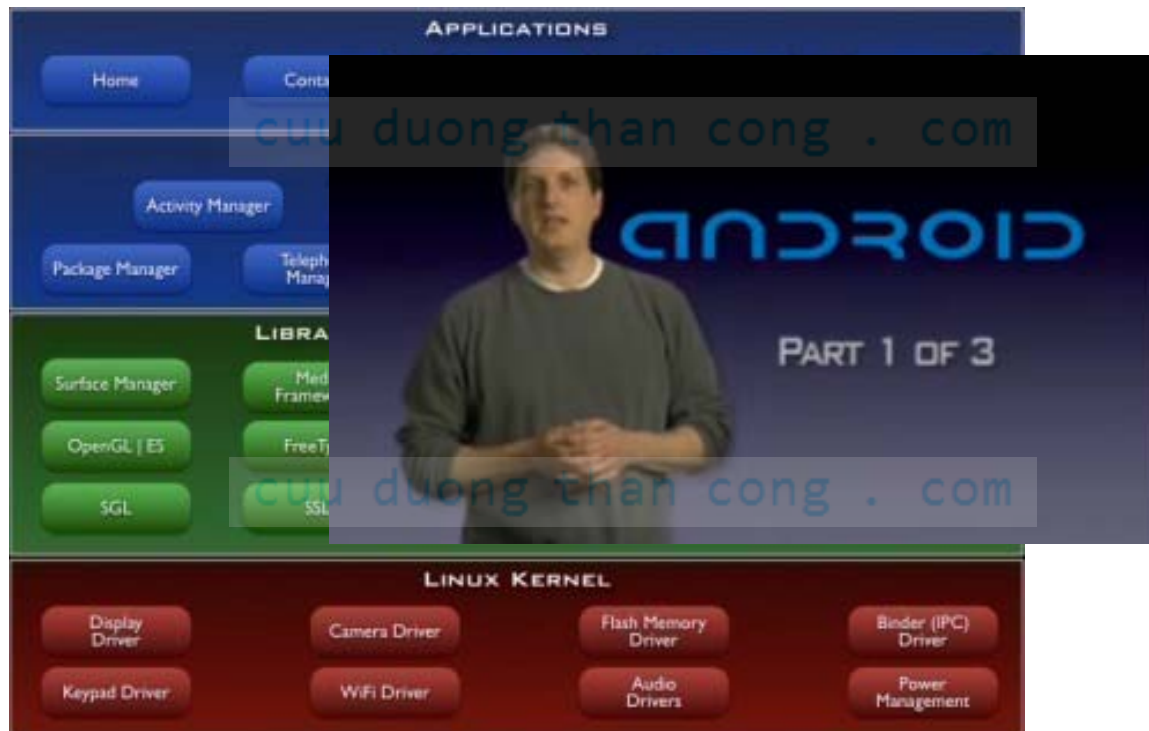 APPLICATIONS
Home
Conta
cuu duong than cong . com
Activity Manager
Package Manager
Teleph
Manag
ANDROID
PART 1 OF 3
LIBRA
Surface Manager
Med
Framew
OpenGL | ES
FreeTy
SGL
SSL
cuu duong than cong . com
LINUX KERNEL
Display
Driver
Camera Driver
Flash Memory
Driver
Binder (IPC)
Driver
Keypad Driver
WiFi Driver
Audio
Drivers
Power
Management